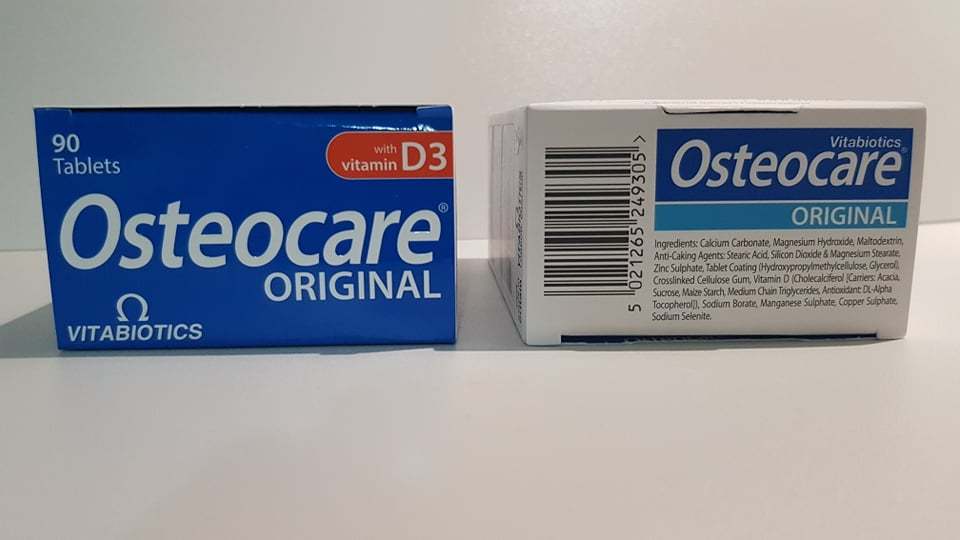 90
Tablets
with
vitamin D3
Osteocare®
ORIGINAL
VITABIOTICS
5 021265 249305 >
Vitabiotics
Osteocare®
ORIGINAL
Ingredients: Calcium Carbonate, Magnesium Hydroxide, Maltodextrin,
Anti-Caking Agents: Stearic Acid, Silicon Dioxide & Magnesium Stearate,
Zinc Sulphate, Tablet Coating (Hydroxypropylmethylcellulose, Glycerol),
Crosslinked Cellulose Gum, Vitamin D (Cholecalciferol [Carriers: Acacia,
Sucrose, Maize Starch, Medium Chain Triglycerides, Antioxidant: DL-Alpha
Tocopherol]), Sodium Borate, Manganese Sulphate, Copper Sulphate,
Sodium Selenite.